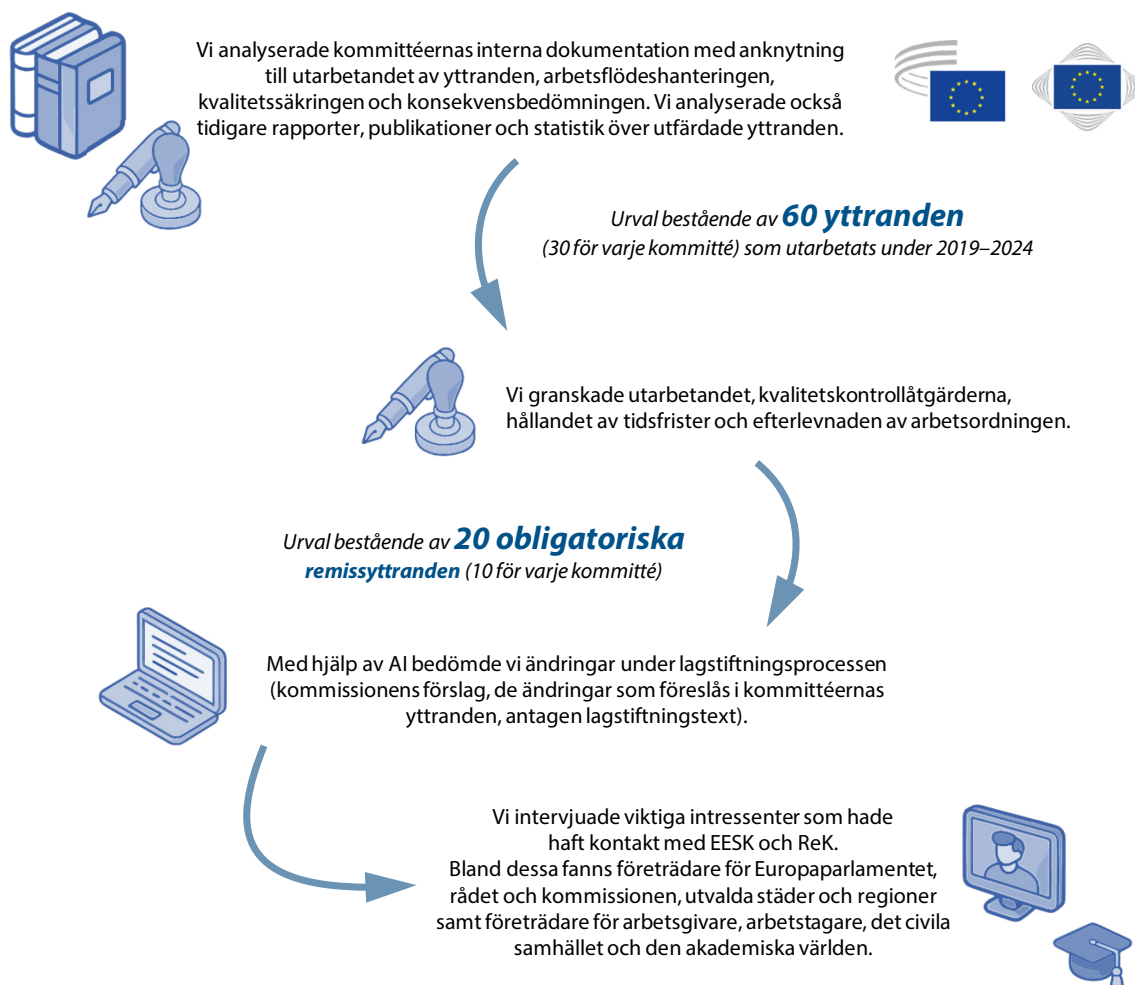 Vi analyserade kommittéernas interna dokumentation med anknytning
till utarbetandet av yttranden, arbetsflödeshanteringen,
kvalitetssäkringen och konsekvensbedömningen. Vi analyserade också
tidigare rapporter, publikationer och statistik över utfärdade yttranden.
Urval bestående av 60 yttranden
(30 för varje kommitté) som utarbetats under 2019–2024
Vi granskade utarbetandet, kvalitetskontrollåtgärderna,
hållandet av tidsfrister och efterlevnaden av arbetsordningen.
Urval bestående av 20 obligatoriska
remissyttranden (10 för varje kommitté)
Med hjälp av AI bedömde vi ändringar under lagstiftningsprocessen
(kommissionens förslag, de ändringar som föreslås i kommittéernas
yttranden, antagen lagstiftningstext).
Vi intervjuade viktiga intressenter som hade
haft kontakt med EESK och ReK.
Bland dessa fanns företrädare för Europaparlamentet,
rådet och kommissionen, utvalda städer och regioner
samt företrädare för arbetsgivare, arbetstagare, det civila
samhället och den akademiska världen.